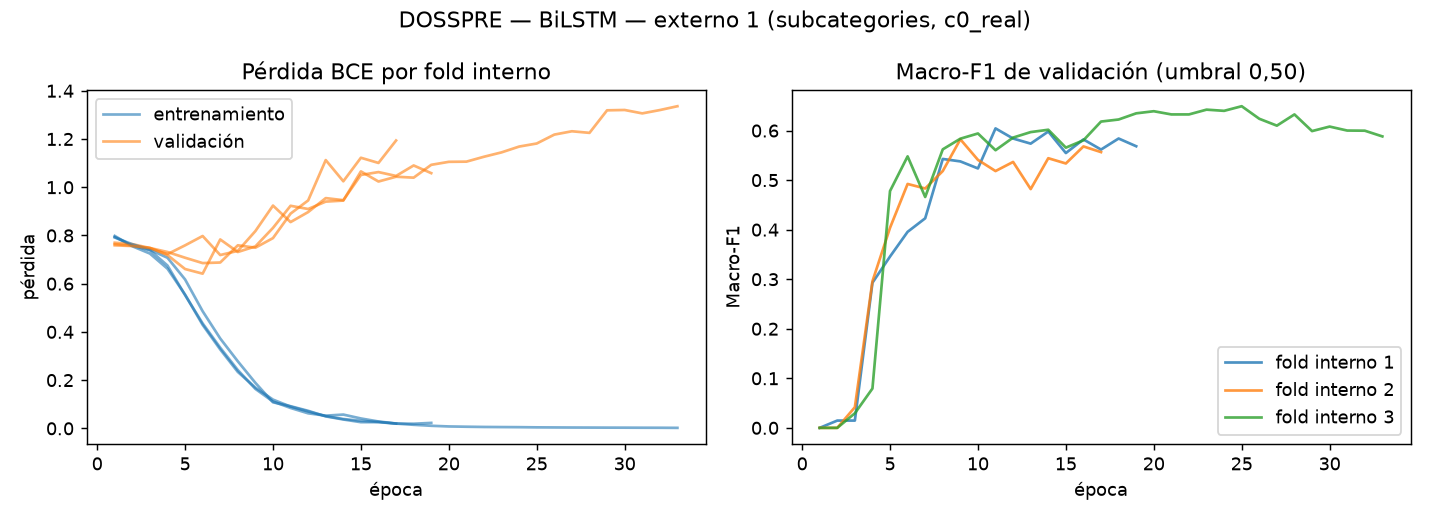 DOSSPRE — BiLSTM — externo 1 (subcategories, c0_real)
Pérdida BCE por fold interno
pérdida
1.4
1.2
1.0
0.8
0.6
0.4
0.2
0.0
entrenamiento
validación
0 5 10 15 20 25 30
época
Macro-F1 de validación (umbral 0,50)
Macro-F1
0.6
0.5
0.4
0.3
0.2
0.1
0.0
fold interno 1
fold interno 2
fold interno 3
0 5 10 15 20 25 30
época